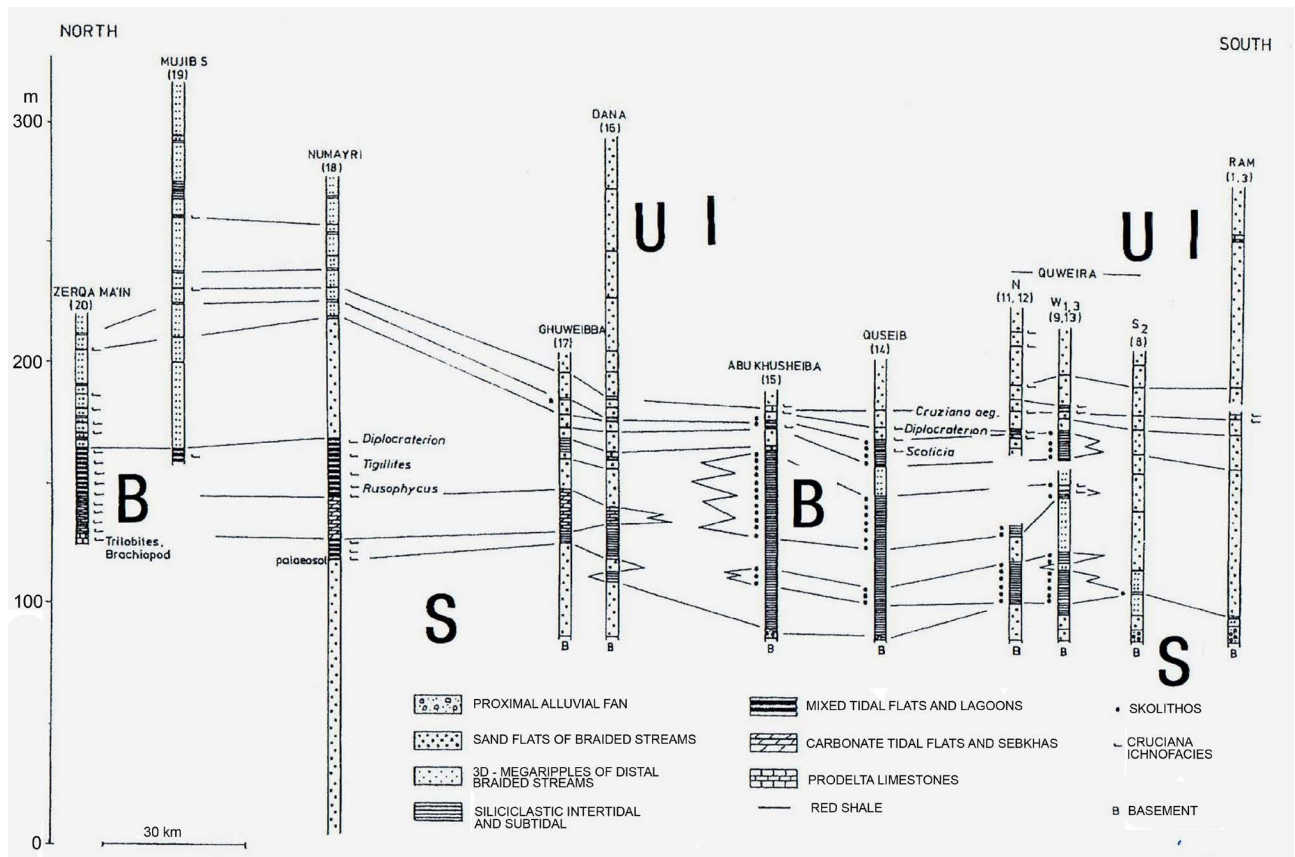 NORTH
SOUTH
m
300
200
100
0
30 km
ZERQA MA'IN
(20)
MUJIB S
(19)
NUMAYRI
(18)
GHUWEIBBA
(17)
DANA
(16)
ABU KHUSHEIBA
(15)
QUSEIB
(14)
QUWEIRA
N
(11, 12)
W1,3
(9,13)
S2
(8)
RAM
(1,3)
U I
U I
B
B
S
S
Diplocraterion
Tigillites
Rusophycus
Trilobites,
Brachiopod
palaeosol
Cruziana aeg.
Diplocraterion
Scolicia
B
B
B
B
B
B
B
B
PROXIMAL ALLUVIAL FAN
SAND FLATS OF BRAIDED STREAMS
3D - MEGARIPPLES OF DISTAL
BRAIDED STREAMS
SILICICLASTIC INTERTIDAL
AND SUBTIDAL
MIXED TIDAL FLATS AND LAGOONS
CARBONATE TIDAL FLATS AND SEBKHAS
PRODELTA LIMESTONES
RED SHALE
SKOLITHOS
CRUCIANA
ICHNOFACIES
B BASEMENT